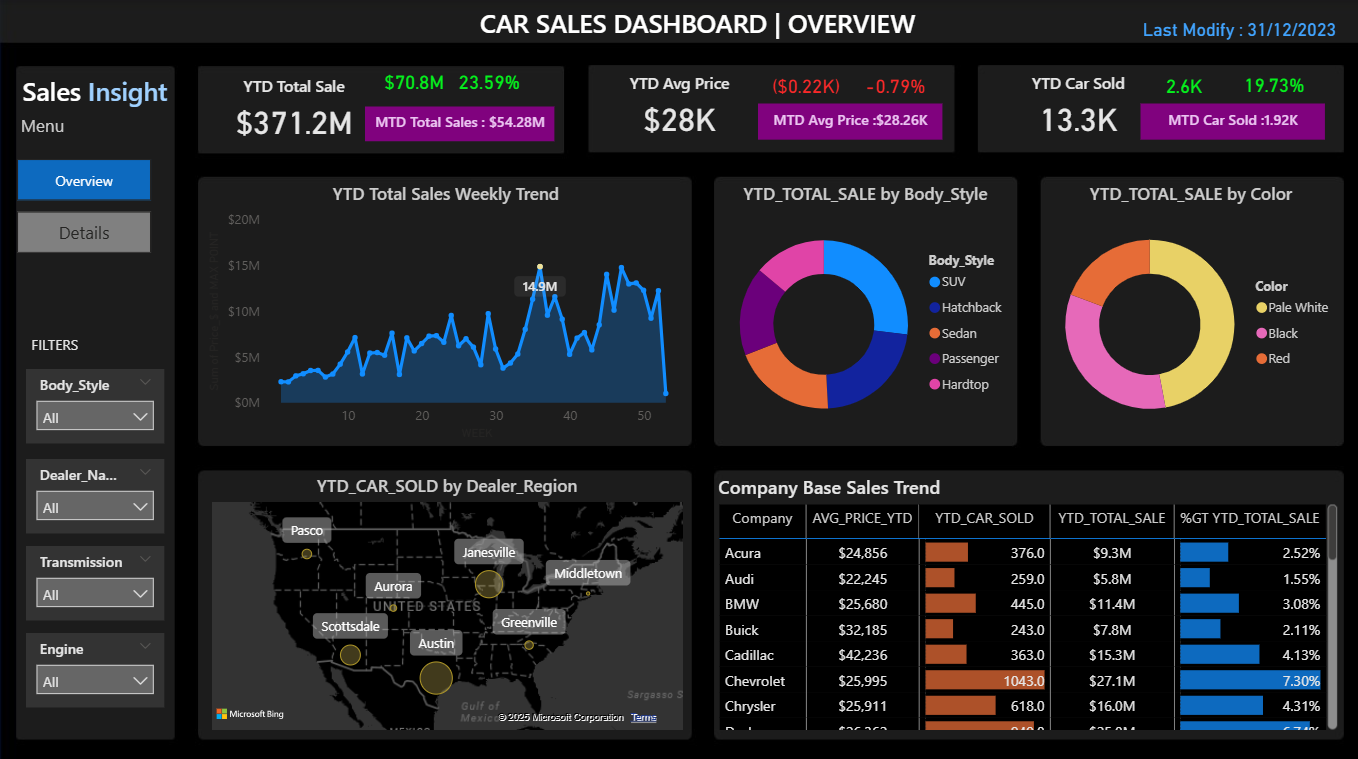 CAR SALES DASHBOARD | OVERVIEW
Last Modify : 31/12/2023
Sales Insight
Menu
Overview
Details
FILTERS
Body_Style
All
Dealer_Na...
All
Transmission
All
Engine
All
YTD Total Sale
$70.8M 23.59%
$371.2M
MTD Total Sales : $54.28M
YTD Avg Price
($0.22K) -0.79%
$28K
MTD Avg Price :$28.26K
YTD Car Sold
2.6K 19.73%
13.3K
MTD Car Sold :1.92K
YTD Total Sales Weekly Trend
$20M
$15M
$10M
$5M
$0M
14.9M
10 20 30 40 50
WEEK
YTD_TOTAL_SALE by Body_Style
Body_Style
SUV
Hatchback
Sedan
Passenger
Hardtop
YTD_TOTAL_SALE by Color
Color
Pale White
Black
Red
YTD_CAR_SOLD by Dealer_Region
Pasco
Janesville
Middletown
Aurora
UNITED STATES
Scottsdale
Greenville
Austin
Sargasso S
Gulf of
Mexico
MEXICO
Microsoft Bing
© 2025 Microsoft Corporation Terms
Company Base Sales Trend
Company AVG_PRICE_YTD YTD_CAR_SOLD YTD_TOTAL_SALE %GT YTD_TOTAL_SALE
Acura $24,856 376.0 $9.3M 2.52%
Audi $22,245 259.0 $5.8M 1.55%
BMW $25,680 445.0 $11.4M 3.08%
Buick $32,185 243.0 $7.8M 2.11%
Cadillac $42,236 363.0 $15.3M 4.13%
Chevrolet $25,995 1043.0 $27.1M 7.30%
Chrysler $25,911 618.0 $16.0M 4.31%